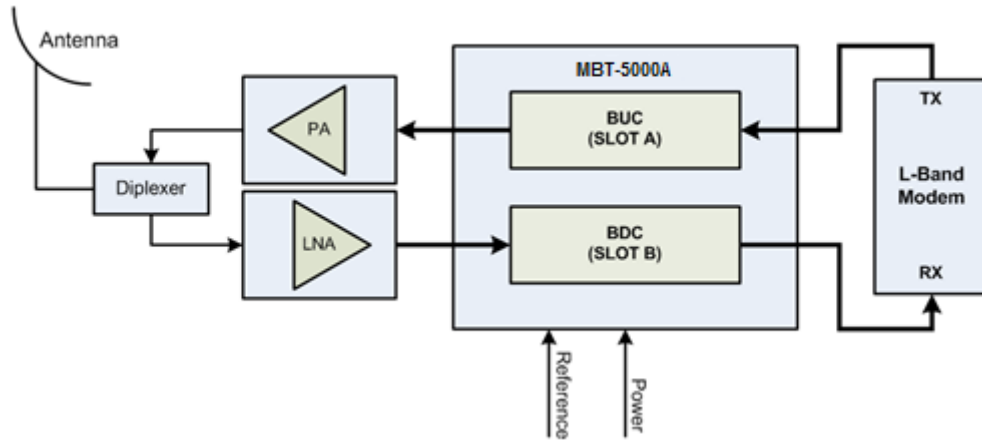 Antenna
MBT-5000A
PA
BUC
(SLOT A)
TX
Diplexer
L-Band
Modem
LNA
BDC
(SLOT B)
RX
Reference
Power